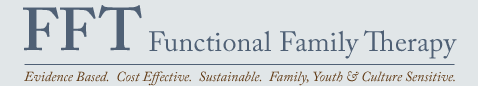 FFT Functional Family Therapy
Evidence Based. Cost Effective. Sustainable. Family, Youth & Culture Sensitive.